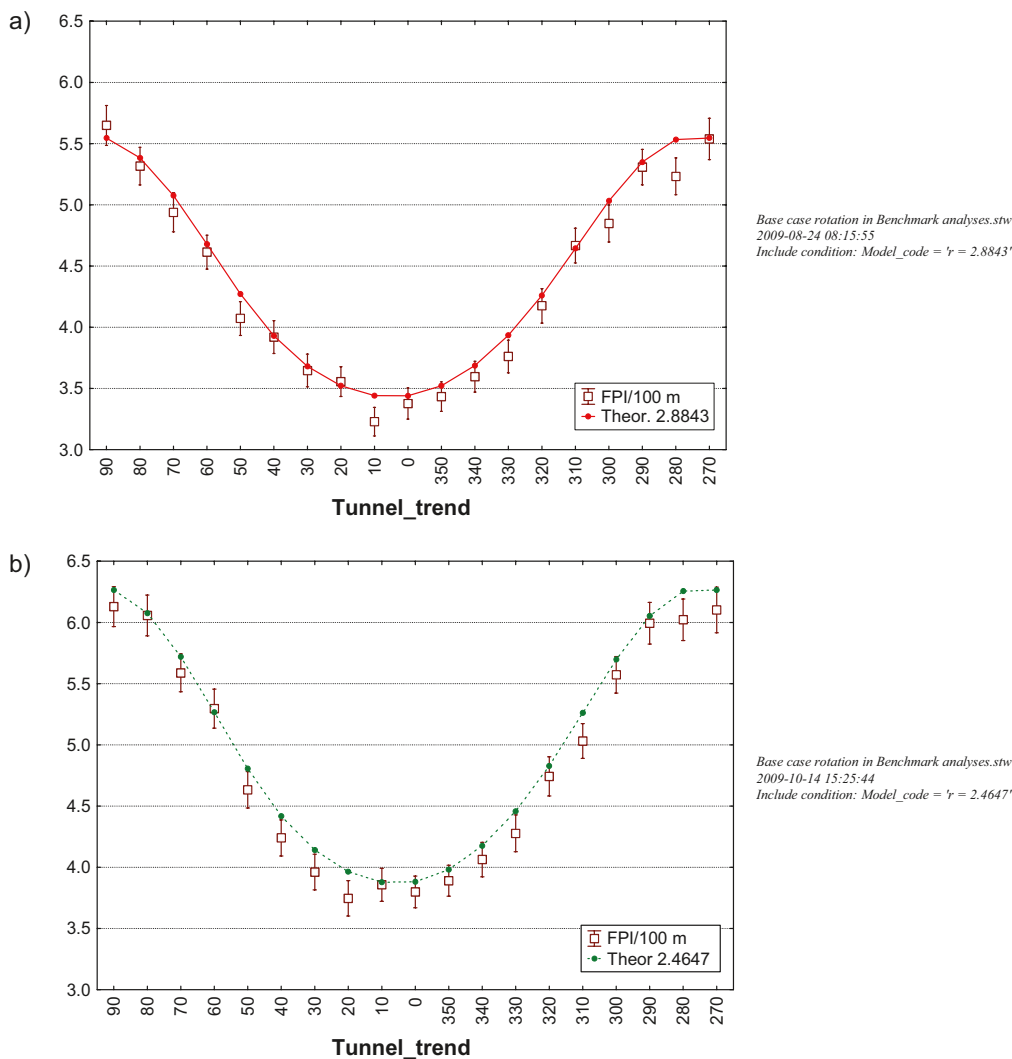 a)
6.5
6.0
5.5
5.0
4.5
4.0
3.5
3.0
FPI/100 m
Theor. 2.8843
90 80 70 60 50 40 30 20 10 0 350 340 330 320 310 300 290 280 270
Tunnel_trend
Base case rotation in Benchmark analyses.stw
2009-08-24 08:15:55
Include condition: Model_code = 'r = 2.8843'
b)
6.5
6.0
5.5
5.0
4.5
4.0
3.5
3.0
FPI/100 m
Theor 2.4647
90 80 70 60 50 40 30 20 10 0 350 340 330 320 310 300 290 280 270
Tunnel_trend
Base case rotation in Benchmark analyses.stw
2009-10-14 15:25:44
Include condition: Model_code = 'r = 2.4647'